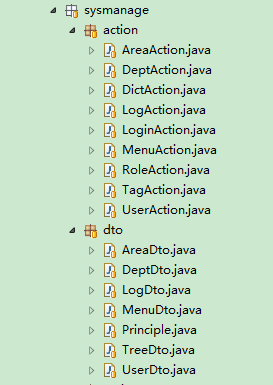 sysmanage
action
AreaAction.java
DeptAction.java
DictAction.java
LogAction.java
LoginAction.java
MenuAction.java
RoleAction.java
TagAction.java
UserAction.java
dto
AreaDto.java
DeptDto.java
LogDto.java
MenuDto.java
Principle.java
TreeDto.java
UserDto.java